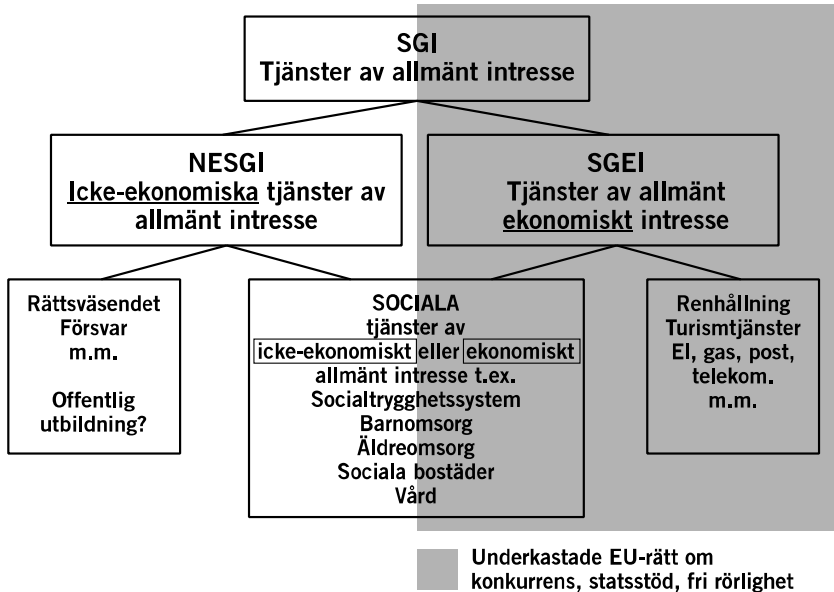 SGI
Tjänster av allmänt intresse
NESGI
Icke-ekonomiska tjänster av
allmänt intresse
SGEI
Tjänster av allmänt
ekonomiskt intresse
Rättsväsendet
Försvar
m.m.
Offentlig
utbildning?
SOCIALA
tjänster av
icke-ekonomiskt eller ekonomiskt
allmänt intresse t.ex.
Socialtrygghetssystem
Barnomsorg
Äldreomsorg
Sociala bostäder
Vård
Renhållning
Turismtjänster
El, gas, post,
telekom.
m.m.
Underkastade EU-rätt om
konkurrens, statsstöd, fri rörlighet